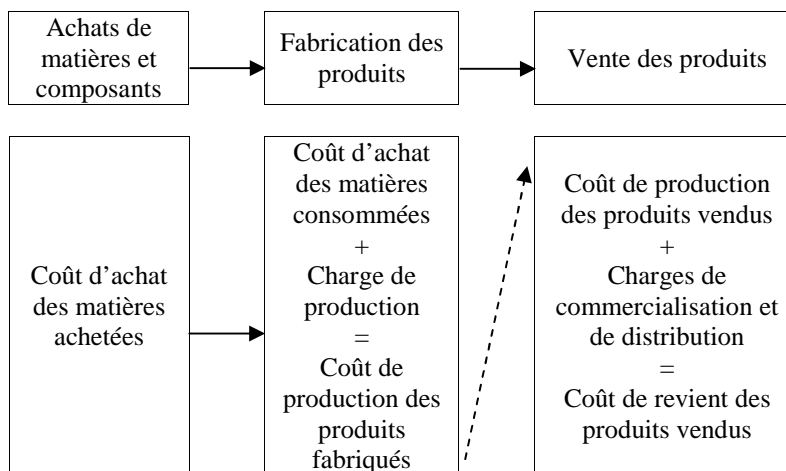 Achats de
matières et
composants
Fabrication des
produits
Vente des produits
Coût d’achat
des matières
achetées
Coût d’achat
des matières
consommées
+
Charge de
production
=
Coût de
production des
produits
fabriqués
Coût de production
des produits vendus
+
Charges de
commercialisation et
de distribution
=
Coût de revient des
produits vendus